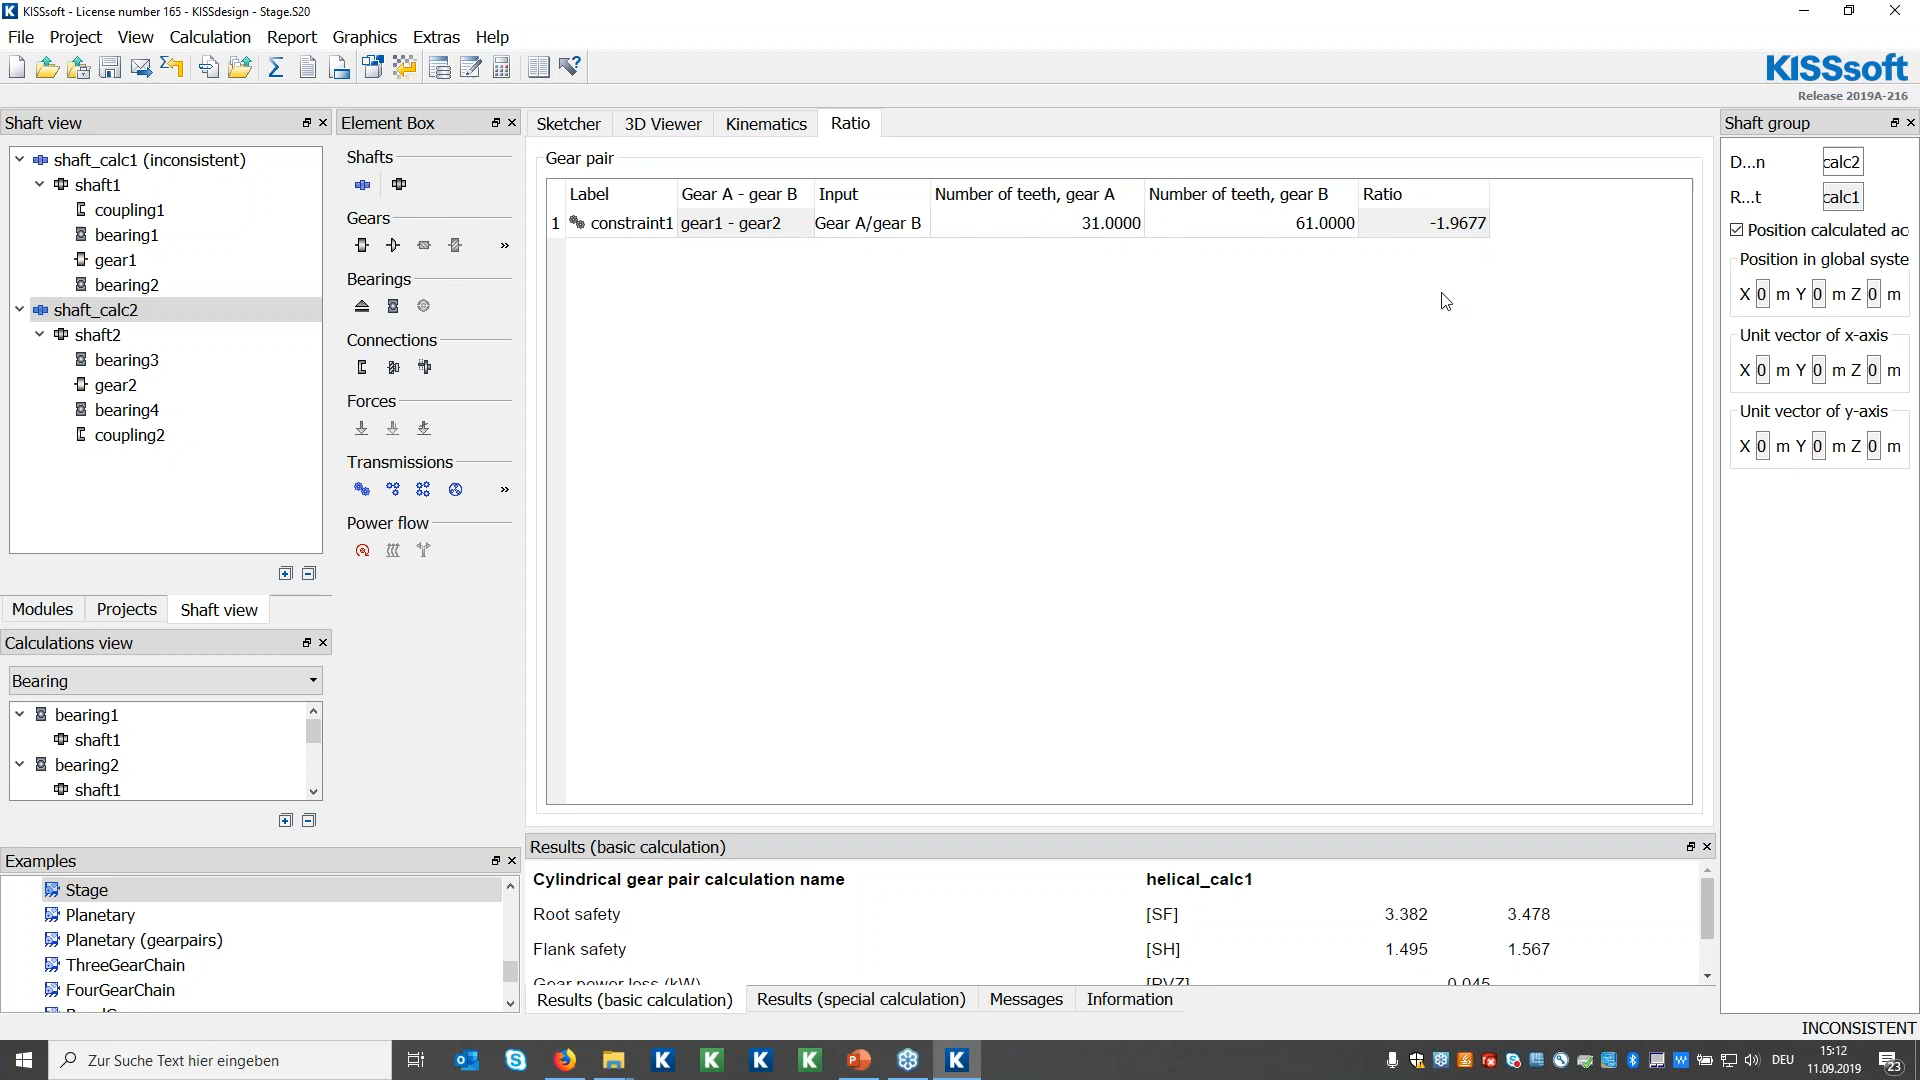 KISSsoft - License number 165 - KISSdesign - Stage.S20
File Project View Calculation Report Graphics Extras Help
KISSsoft
Release 2019A-216
Shaft view
shaft_calc1 (inconsistent)
shaft1
coupling1
bearing1
gear1
bearing2
shaft_calc2
shaft2
bearing3
gear2
bearing4
coupling2
Modules Projects Shaft view
Calculations view
Bearing
bearing1
shaft1
bearing2
shaft1
Examples
Stage
Planetary
Planetary (gearpairs)
ThreeGearChain
FourGearChain
Element Box
Shafts
Gears
»
Bearings
Connections
Forces
Transmissions
»
Power flow
Sketcher 3D Viewer Kinematics Ratio
Gear pair
Label Gear A - gear B Input Number of teeth, gear A Number of teeth, gear B Ratio
1 constraint1 gear1 - gear2 Gear A/gear B 31.0000 61.0000 -1.9677
Results (basic calculation)
Cylindrical gear pair calculation name helical_calc1
Root safety [SF] 3.382 3.478
Flank safety [SH] 1.495 1.567
Gear power loss (kW) [PVZ] 0.045
Results (basic calculation) Results (special calculation) Messages Information
Shaft group
D...n calc2
R...t calc1
Position calculated ac
Position in global syste
X 0 m Y 0 m Z 0 m
Unit vector of x-axis
X 0 m Y 0 m Z 0 m
Unit vector of y-axis
X 0 m Y 0 m Z 0 m
INCONSISTENT
Zur Suche Text hier eingeben
DEU
15:12
11.09.2019
23